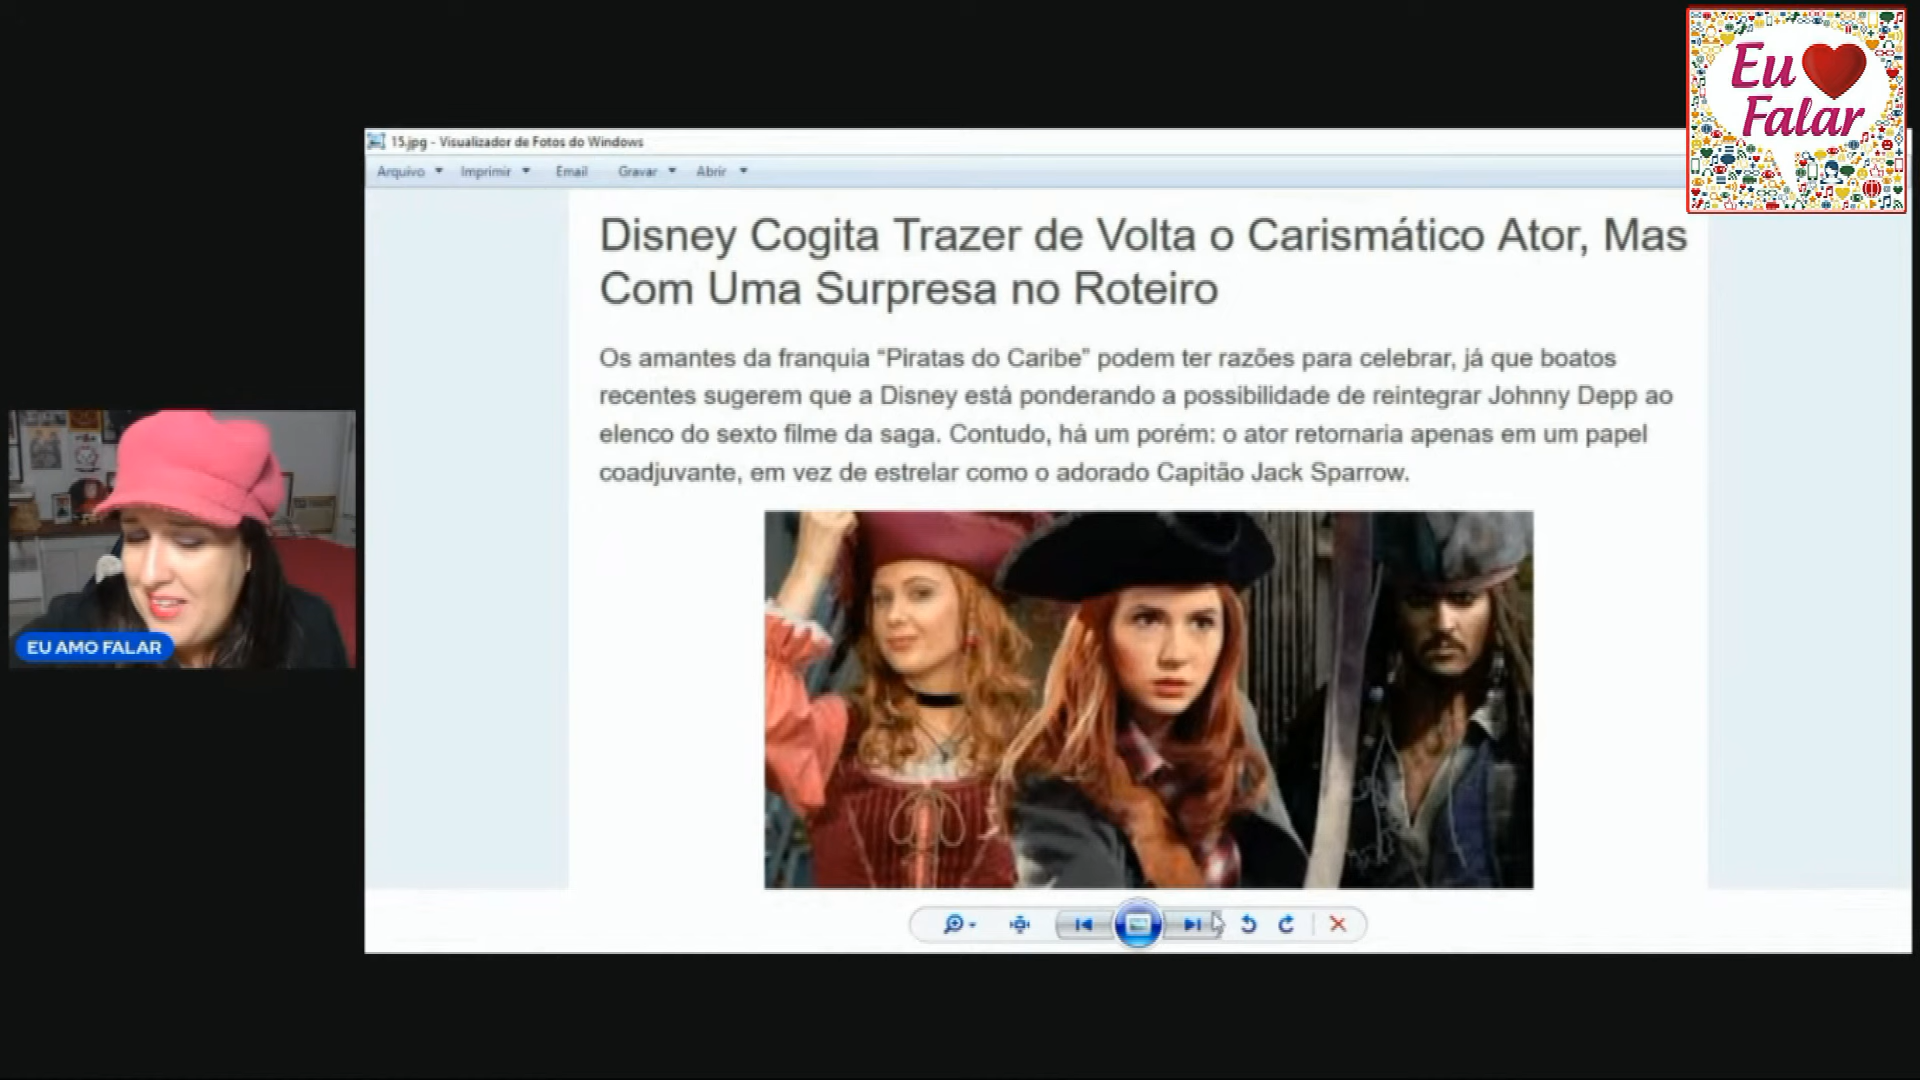 Eu
Falar
15.jpg - Visualizador de Fotos do Windows
Arquivo Imprimir Email Gravar Abrir
Disney Cogita Trazer de Volta o Carismático Ator, Mas
Com Uma Surpresa no Roteiro
Os amantes da franquia “Piratas do Caribe” podem ter razões para celebrar, já que boatos
recentes sugerem que a Disney está ponderando a possibilidade de reintegrar Johnny Depp ao
elenco do sexto filme da saga. Contudo, há um porém: o ator retornaria apenas em um papel
coadjuvante, em vez de estrelar como o adorado Capitão Jack Sparrow.
EU AMO FALAR